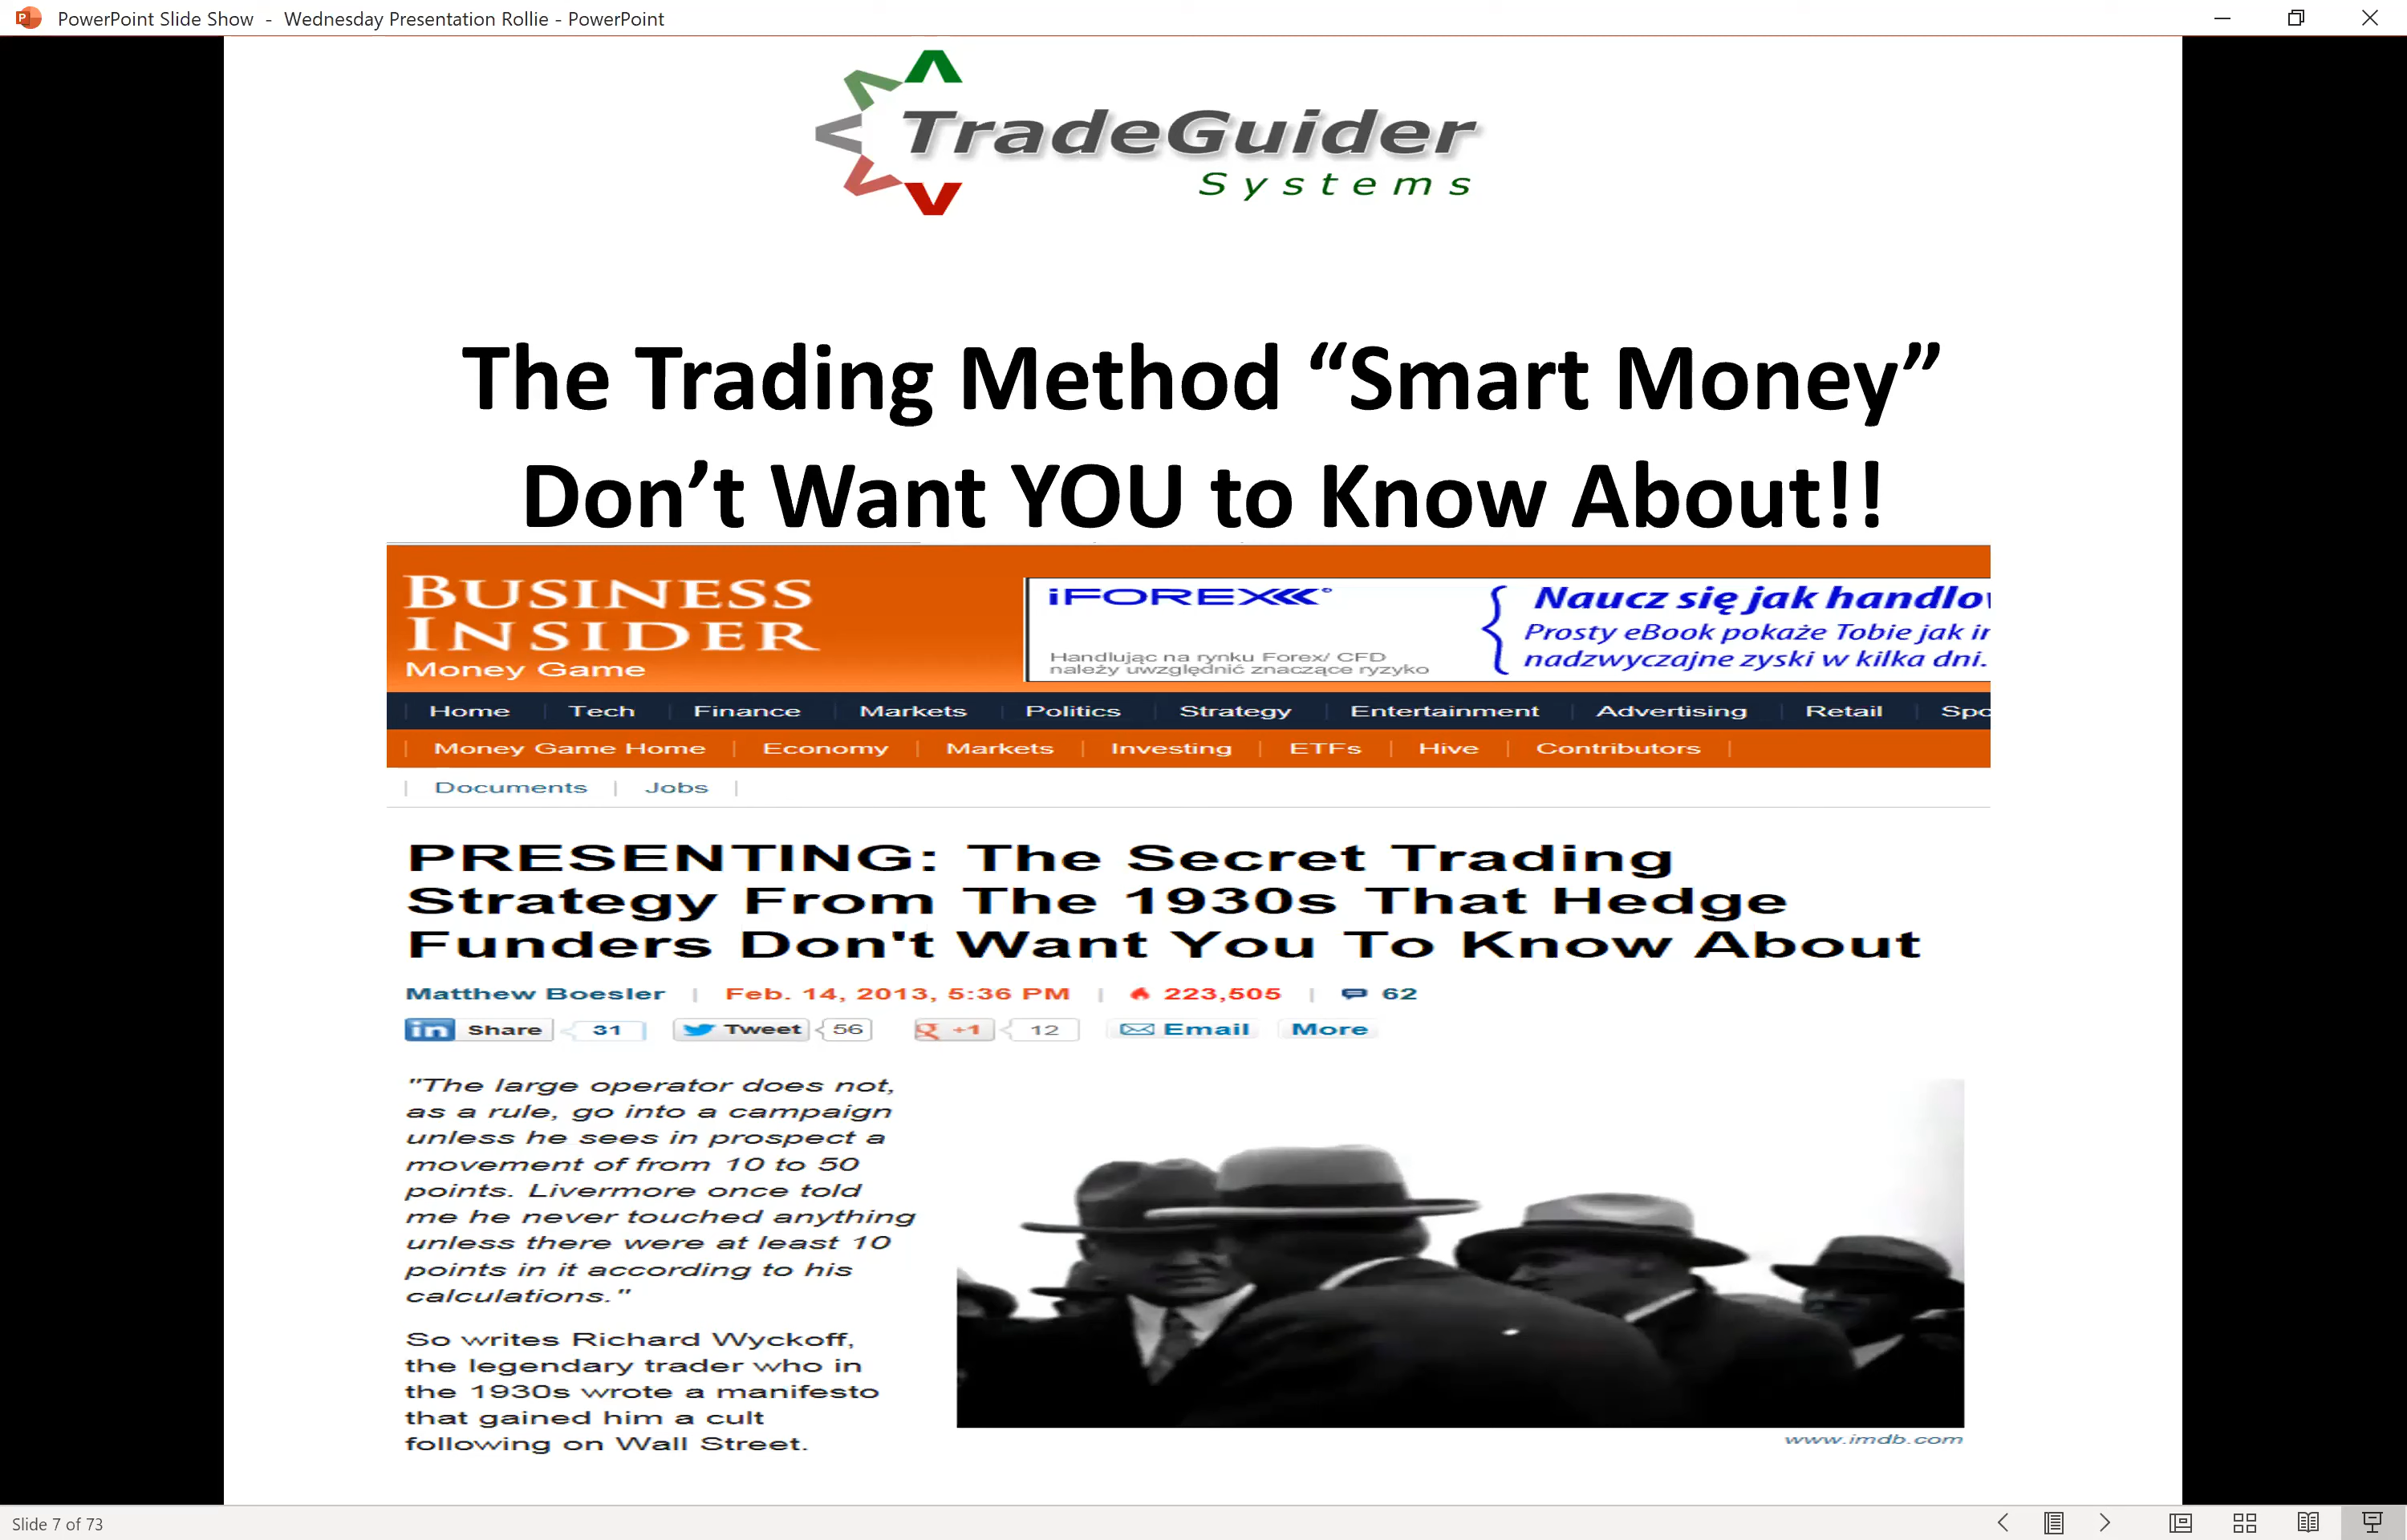 PowerPoint Slide Show - Wednesday Presentation Rollie - PowerPoint
TradeGuider
Systems
The Trading Method “Smart Money”
Don’t Want YOU to Know About!!
BUSINESS
INSIDER
Money Game
iFOREX
Handlując na rynku Forex/ CFD
należy uwzględnić znaczące ryzyko
Naucz się jak handlo
Prosty eBook pokaże Tobie jak
nadzwyczajne zyski w kilka dni.
Home | Tech | Finance | Markets | Politics | Strategy | Entertainment | Advertising | Retail | Spo
Money Game Home | Economy | Markets | Investing | ETFs | Hive | Contributors |
Documents | Jobs |
PRESENTING: The Secret Trading
Strategy From The 1930s That Hedge
Funders Don't Want You To Know About
Matthew Boesler | Feb. 14, 2013, 5:36 PM | 223,505 | 62
in Share 31 Tweet 56 g +1 12 Email More
"The large operator does not,
as a rule, go into a campaign
unless he sees in prospect a
movement of from 10 to 50
points. Livermore once told
me he never touched anything
unless there were at least 10
points in it according to his
calculations."
So writes Richard Wyckoff,
the legendary trader who in
the 1930s wrote a manifesto
that gained him a cult
following on Wall Street.
www.imdb.com
Slide 7 of 73